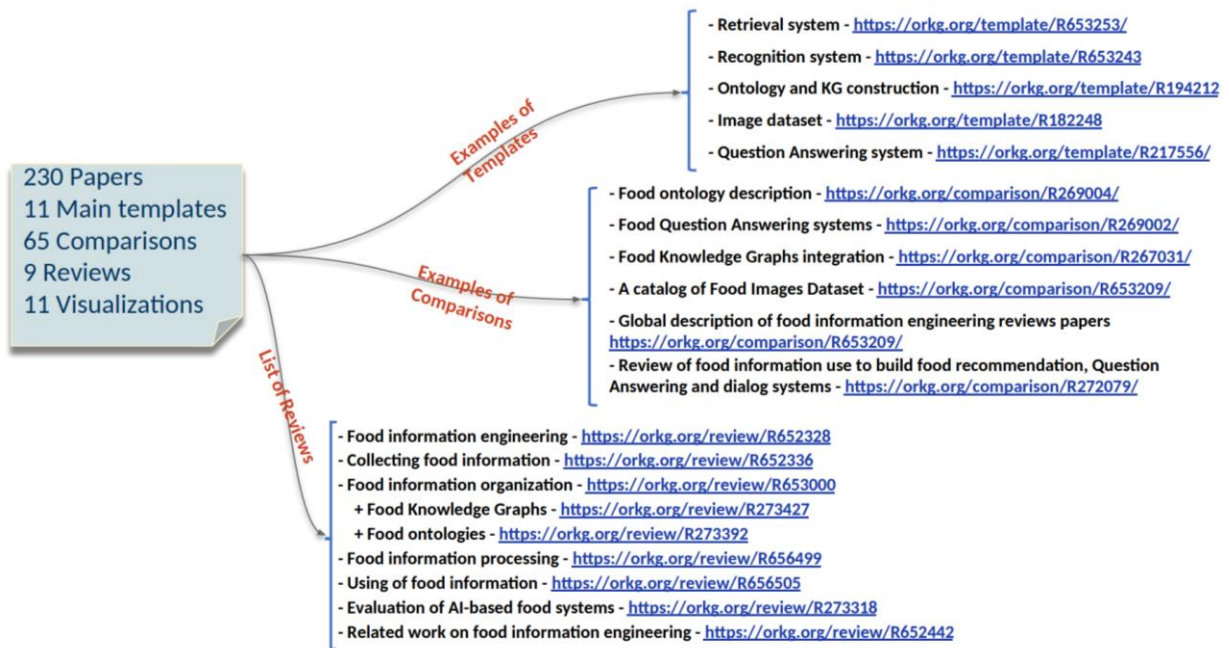 230 Papers
11 Main templates
65 Comparisons
9 Reviews
11 Visualizations
Examples of
Templates
- Retrieval system - https://orkg.org/template/R653253/
- Recognition system - https://orkg.org/template/R653243
- Ontology and KG construction - https://orkg.org/template/R194212
- Image dataset - https://orkg.org/template/R182248
- Question Answering system - https://orkg.org/template/R217556/
Examples of
Comparisons
- Food ontology description - https://orkg.org/comparison/R269004/
- Food Question Answering systems - https://orkg.org/comparison/R269002/
- Food Knowledge Graphs integration - https://orkg.org/comparison/R267031/
- A catalog of Food Images Dataset - https://orkg.org/comparison/R653209/
- Global description of food information engineering reviews papers
https://orkg.org/comparison/R653209/
- Review of food information use to build food recommendation, Question
Answering and dialog systems - https://orkg.org/comparison/R272079/
List of Reviews
- Food information engineering - https://orkg.org/review/R652328
- Collecting food information - https://orkg.org/review/R652336
- Food information organization - https://orkg.org/review/R653000
+ Food Knowledge Graphs - https://orkg.org/review/R273427
+ Food ontologies - https://orkg.org/review/R273392
- Food information processing - https://orkg.org/review/R656499
- Using of food information - https://orkg.org/review/R656505
- Evaluation of AI-based food systems - https://orkg.org/review/R273318
- Related work on food information engineering - https://orkg.org/review/R652442